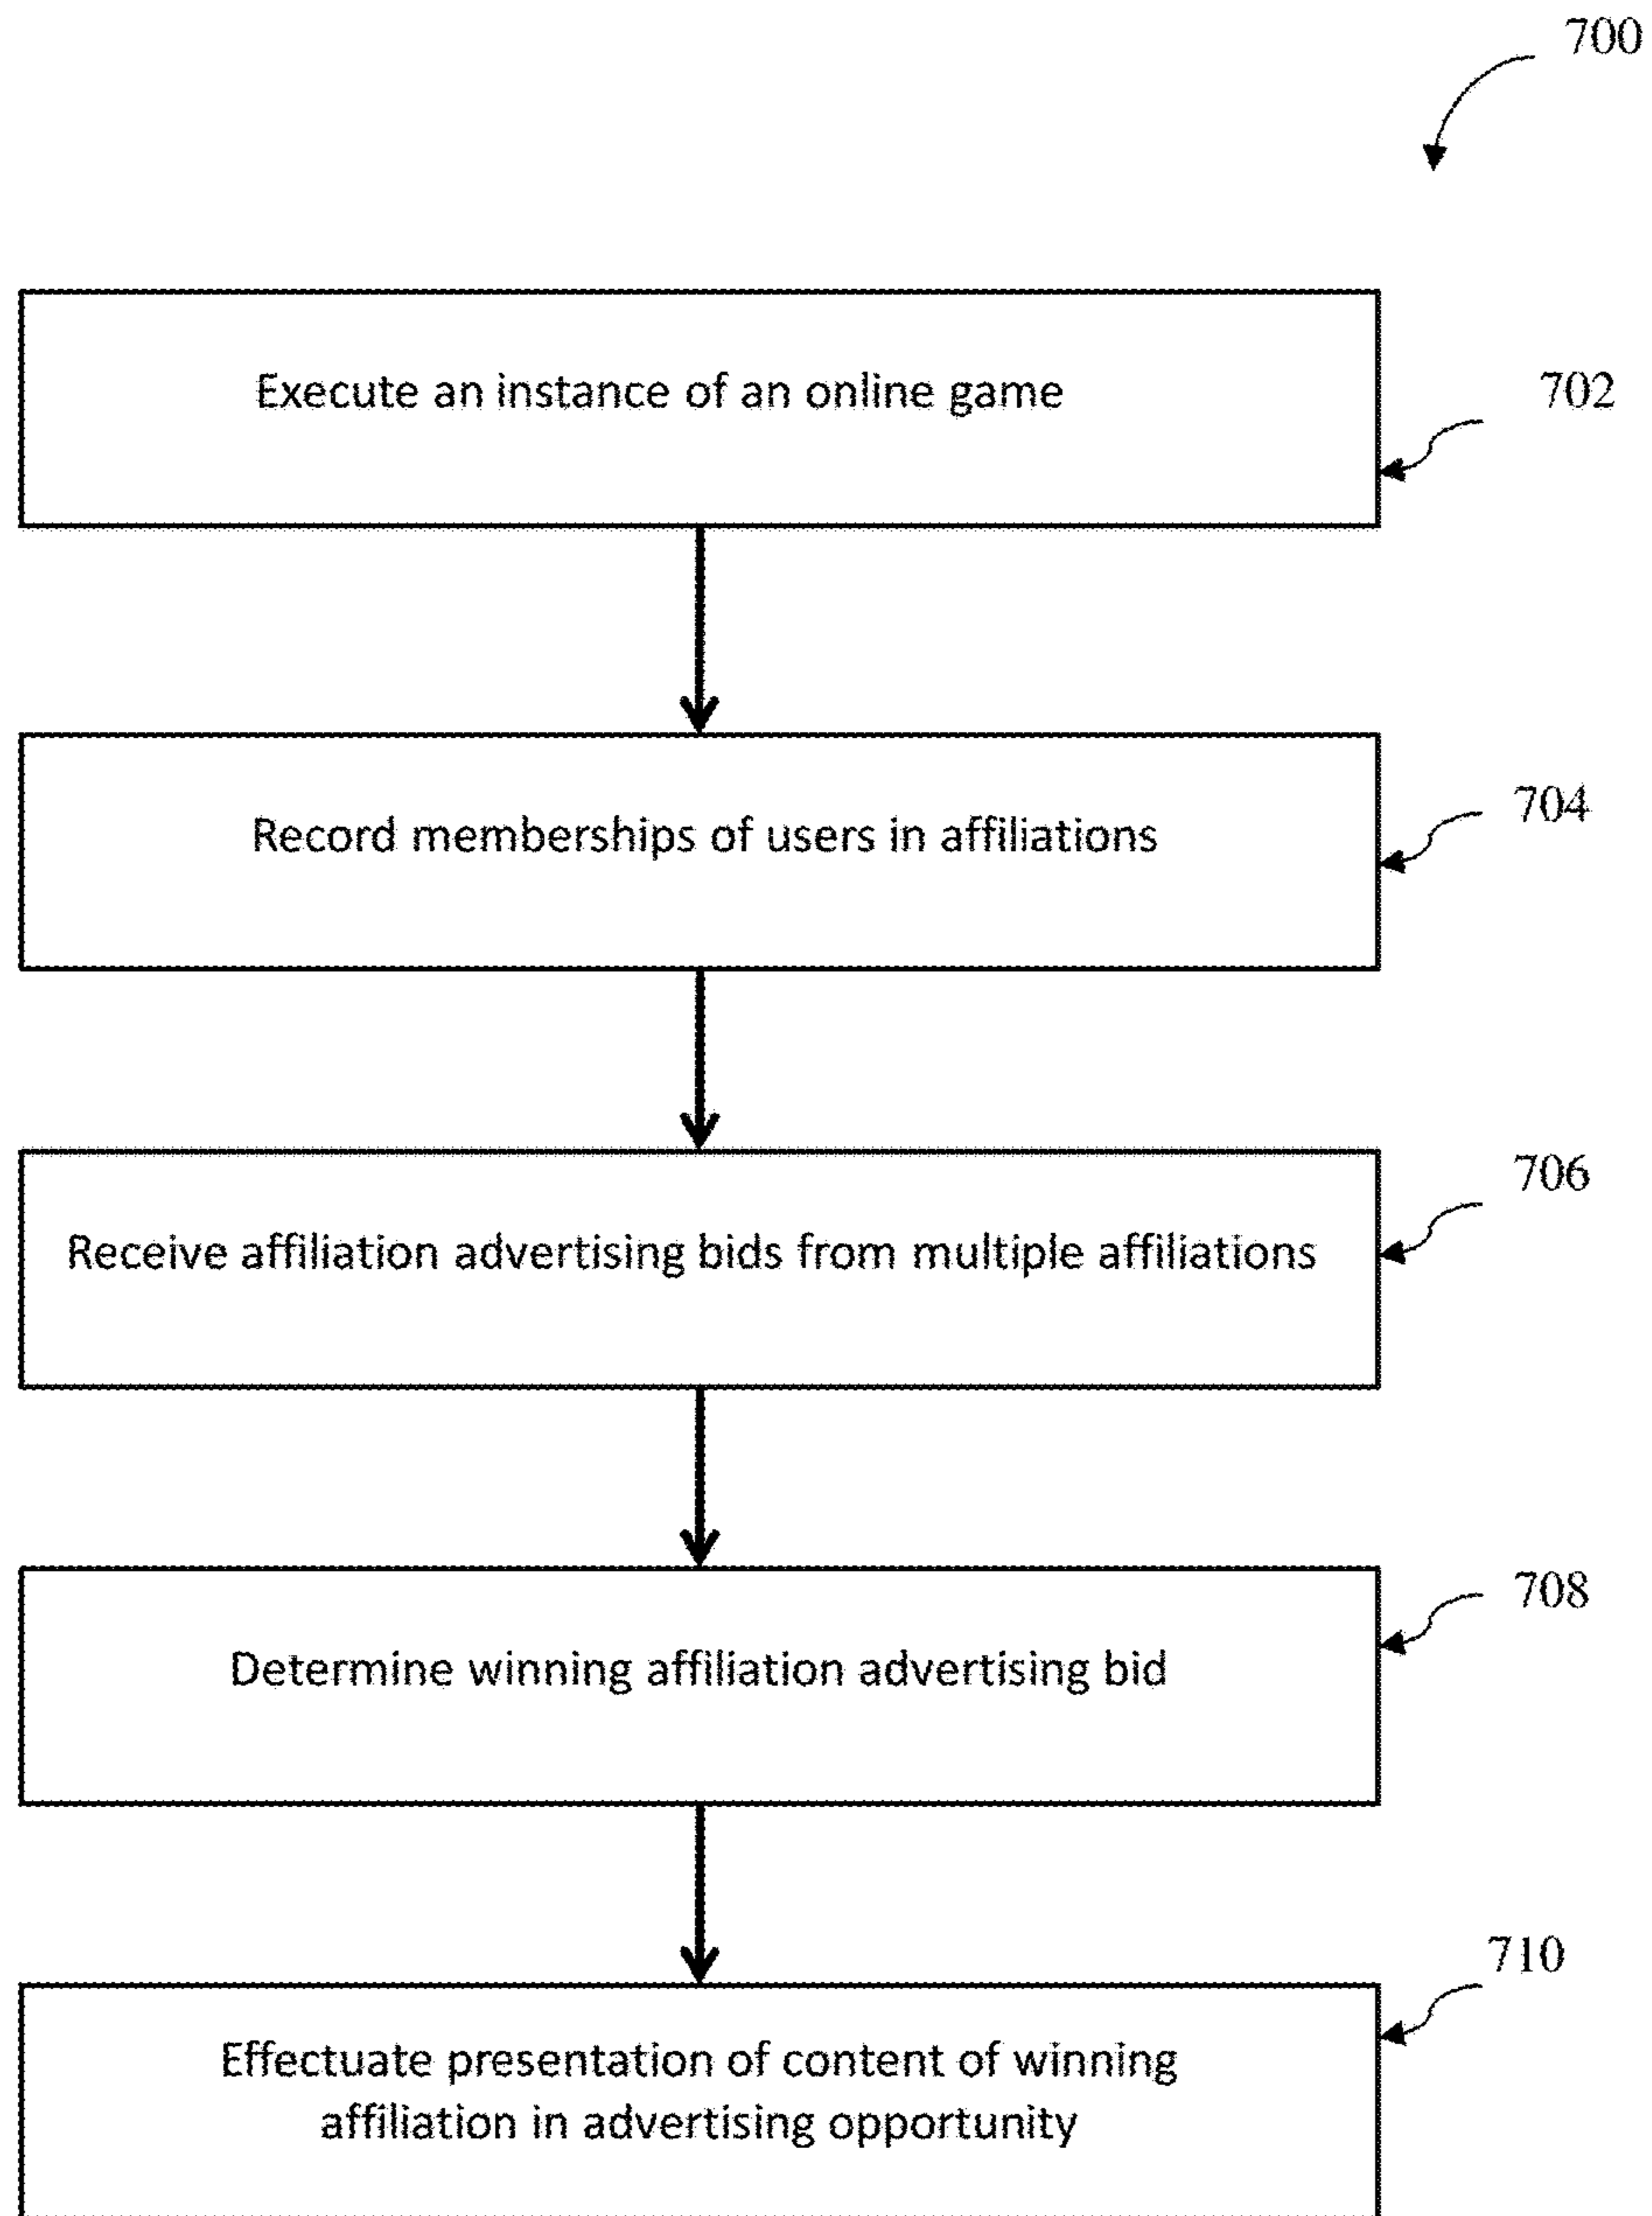 700
Execute an instance of an online game
702
Record memberships of users in affiliations
704
Receive affiliation advertising bids from multiple affiliations
706
Determine winning affiliation advertising bid
708
Effectuate presentation of content of winning
affiliation in advertising opportunity
710